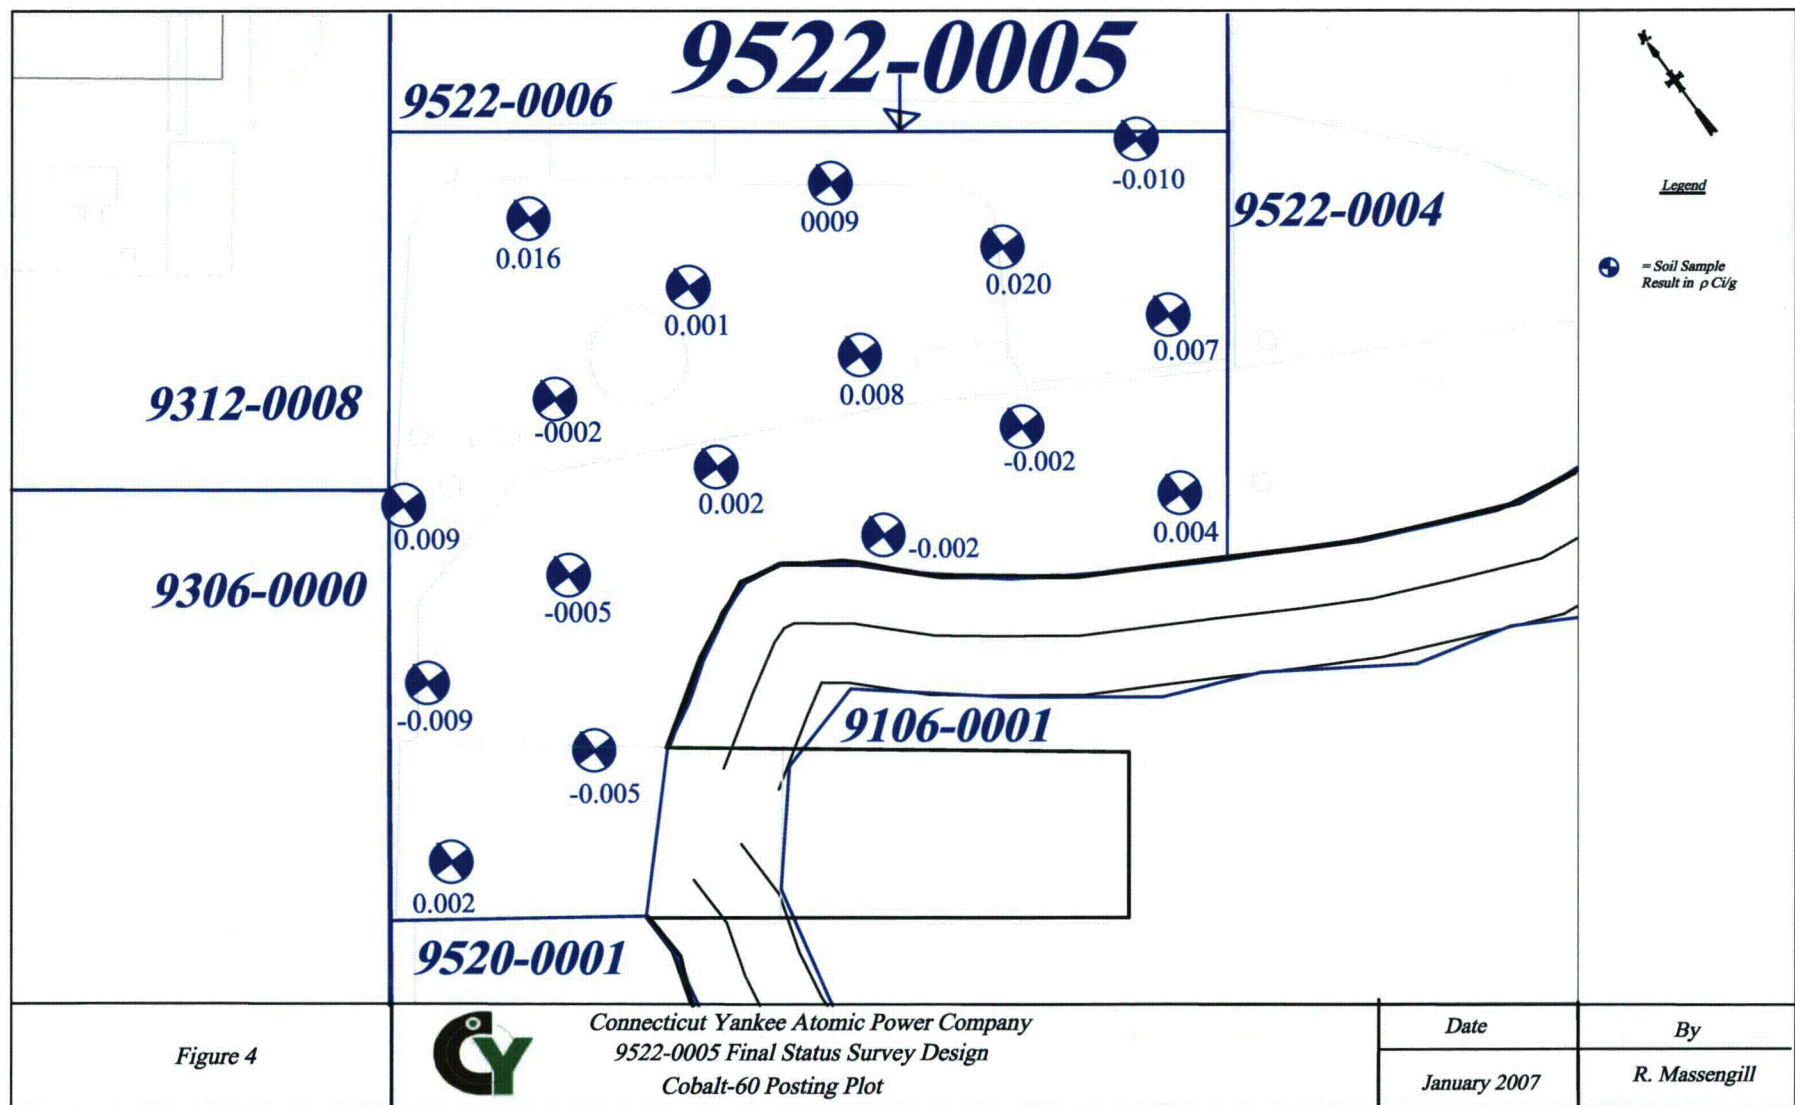 9522-0005
9522-0006
-0.010
Legend
9522-0004
0009
0.016
0.020
= Soil Sample
Result in ρ Ci/g
0.001
0.007
0.008
9312-0008
-0002
-0.002
0.002
0.004
0.009
-0.002
9306-0000
-0005
-0.009
9106-0001
-0.005
0.002
9520-0001
Figure 4
CY
Connecticut Yankee Atomic Power Company
9522-0005 Final Status Survey Design
Cobalt-60 Posting Plot
Date
January 2007
By
R. Massengill